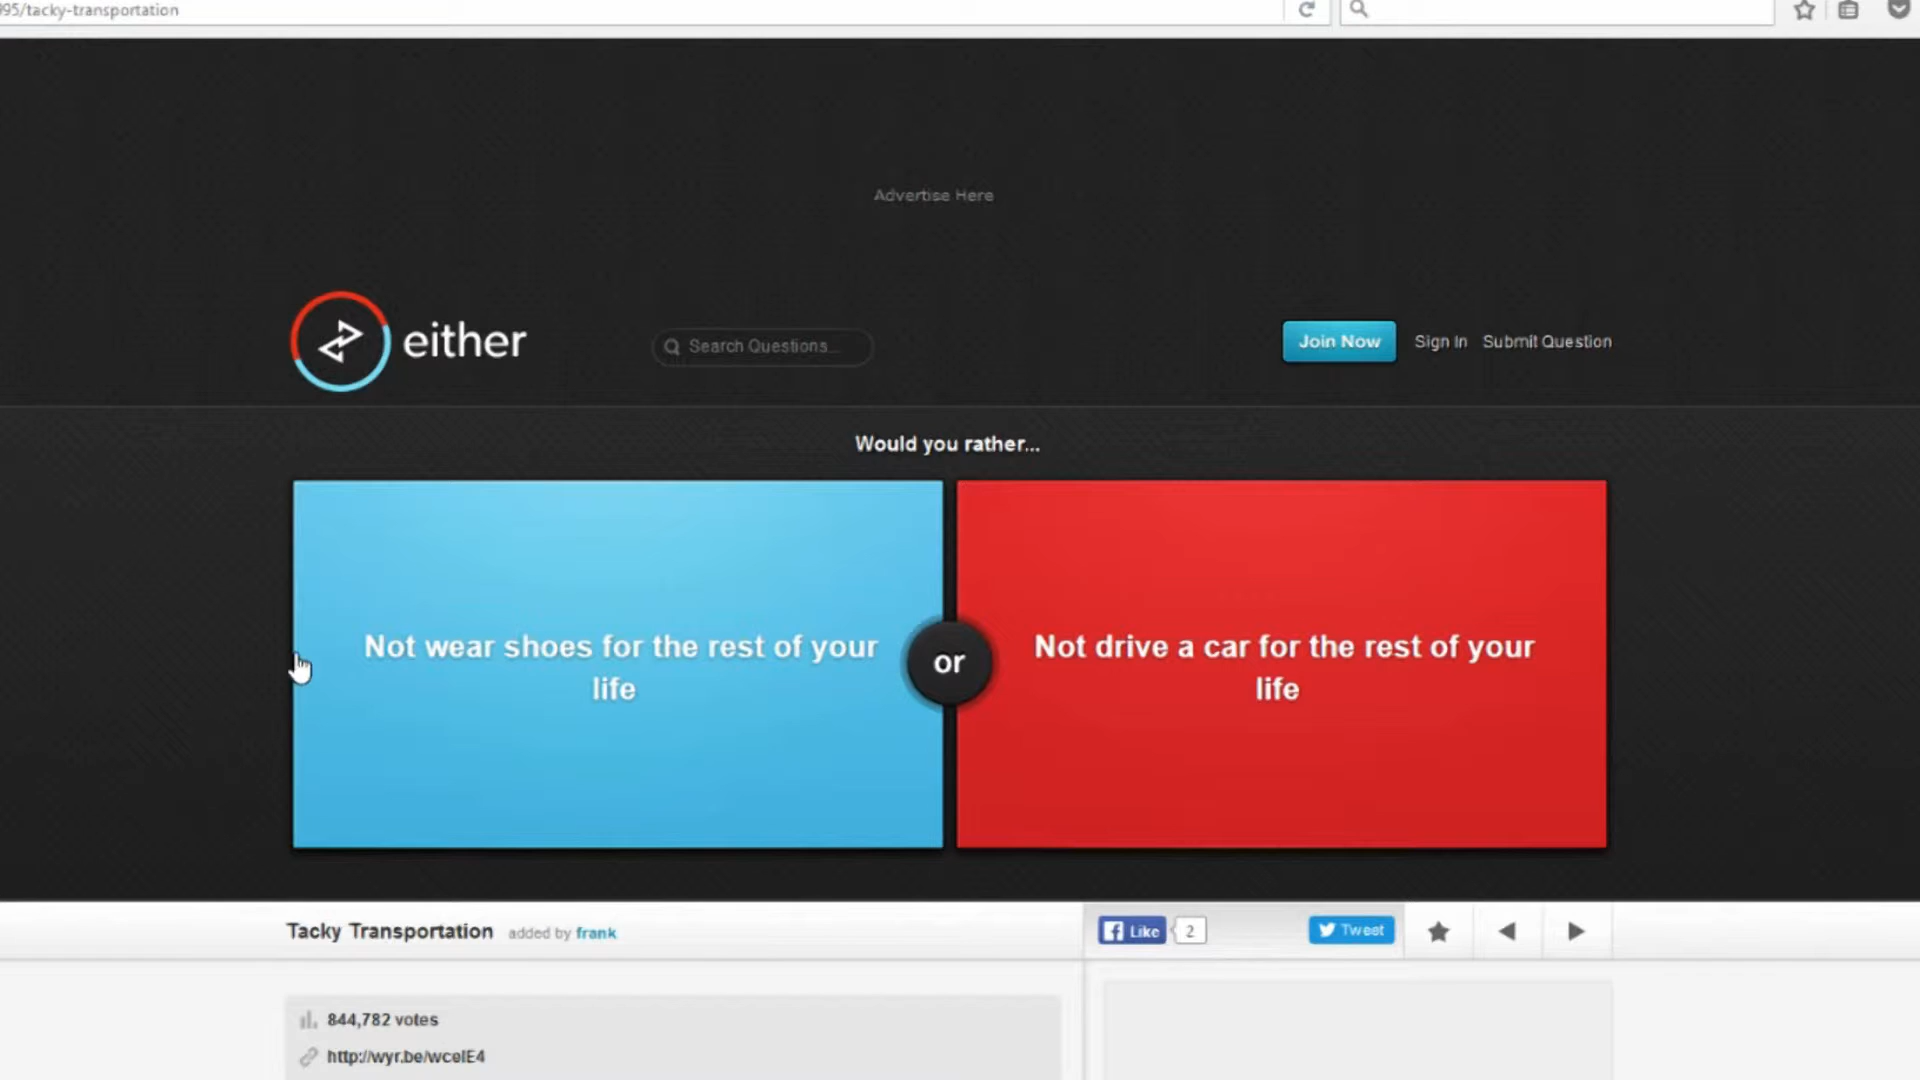 995/tacky-transportation
Advertise Here
either
Search Questions...
Join Now
Sign In
Submit Question
Would you rather...
Not wear shoes for the rest of your
life
or
Not drive a car for the rest of your
life
Tacky Transportation added by frank
Like 2
Tweet
844,782 votes
http://wyr.be/wcelE4